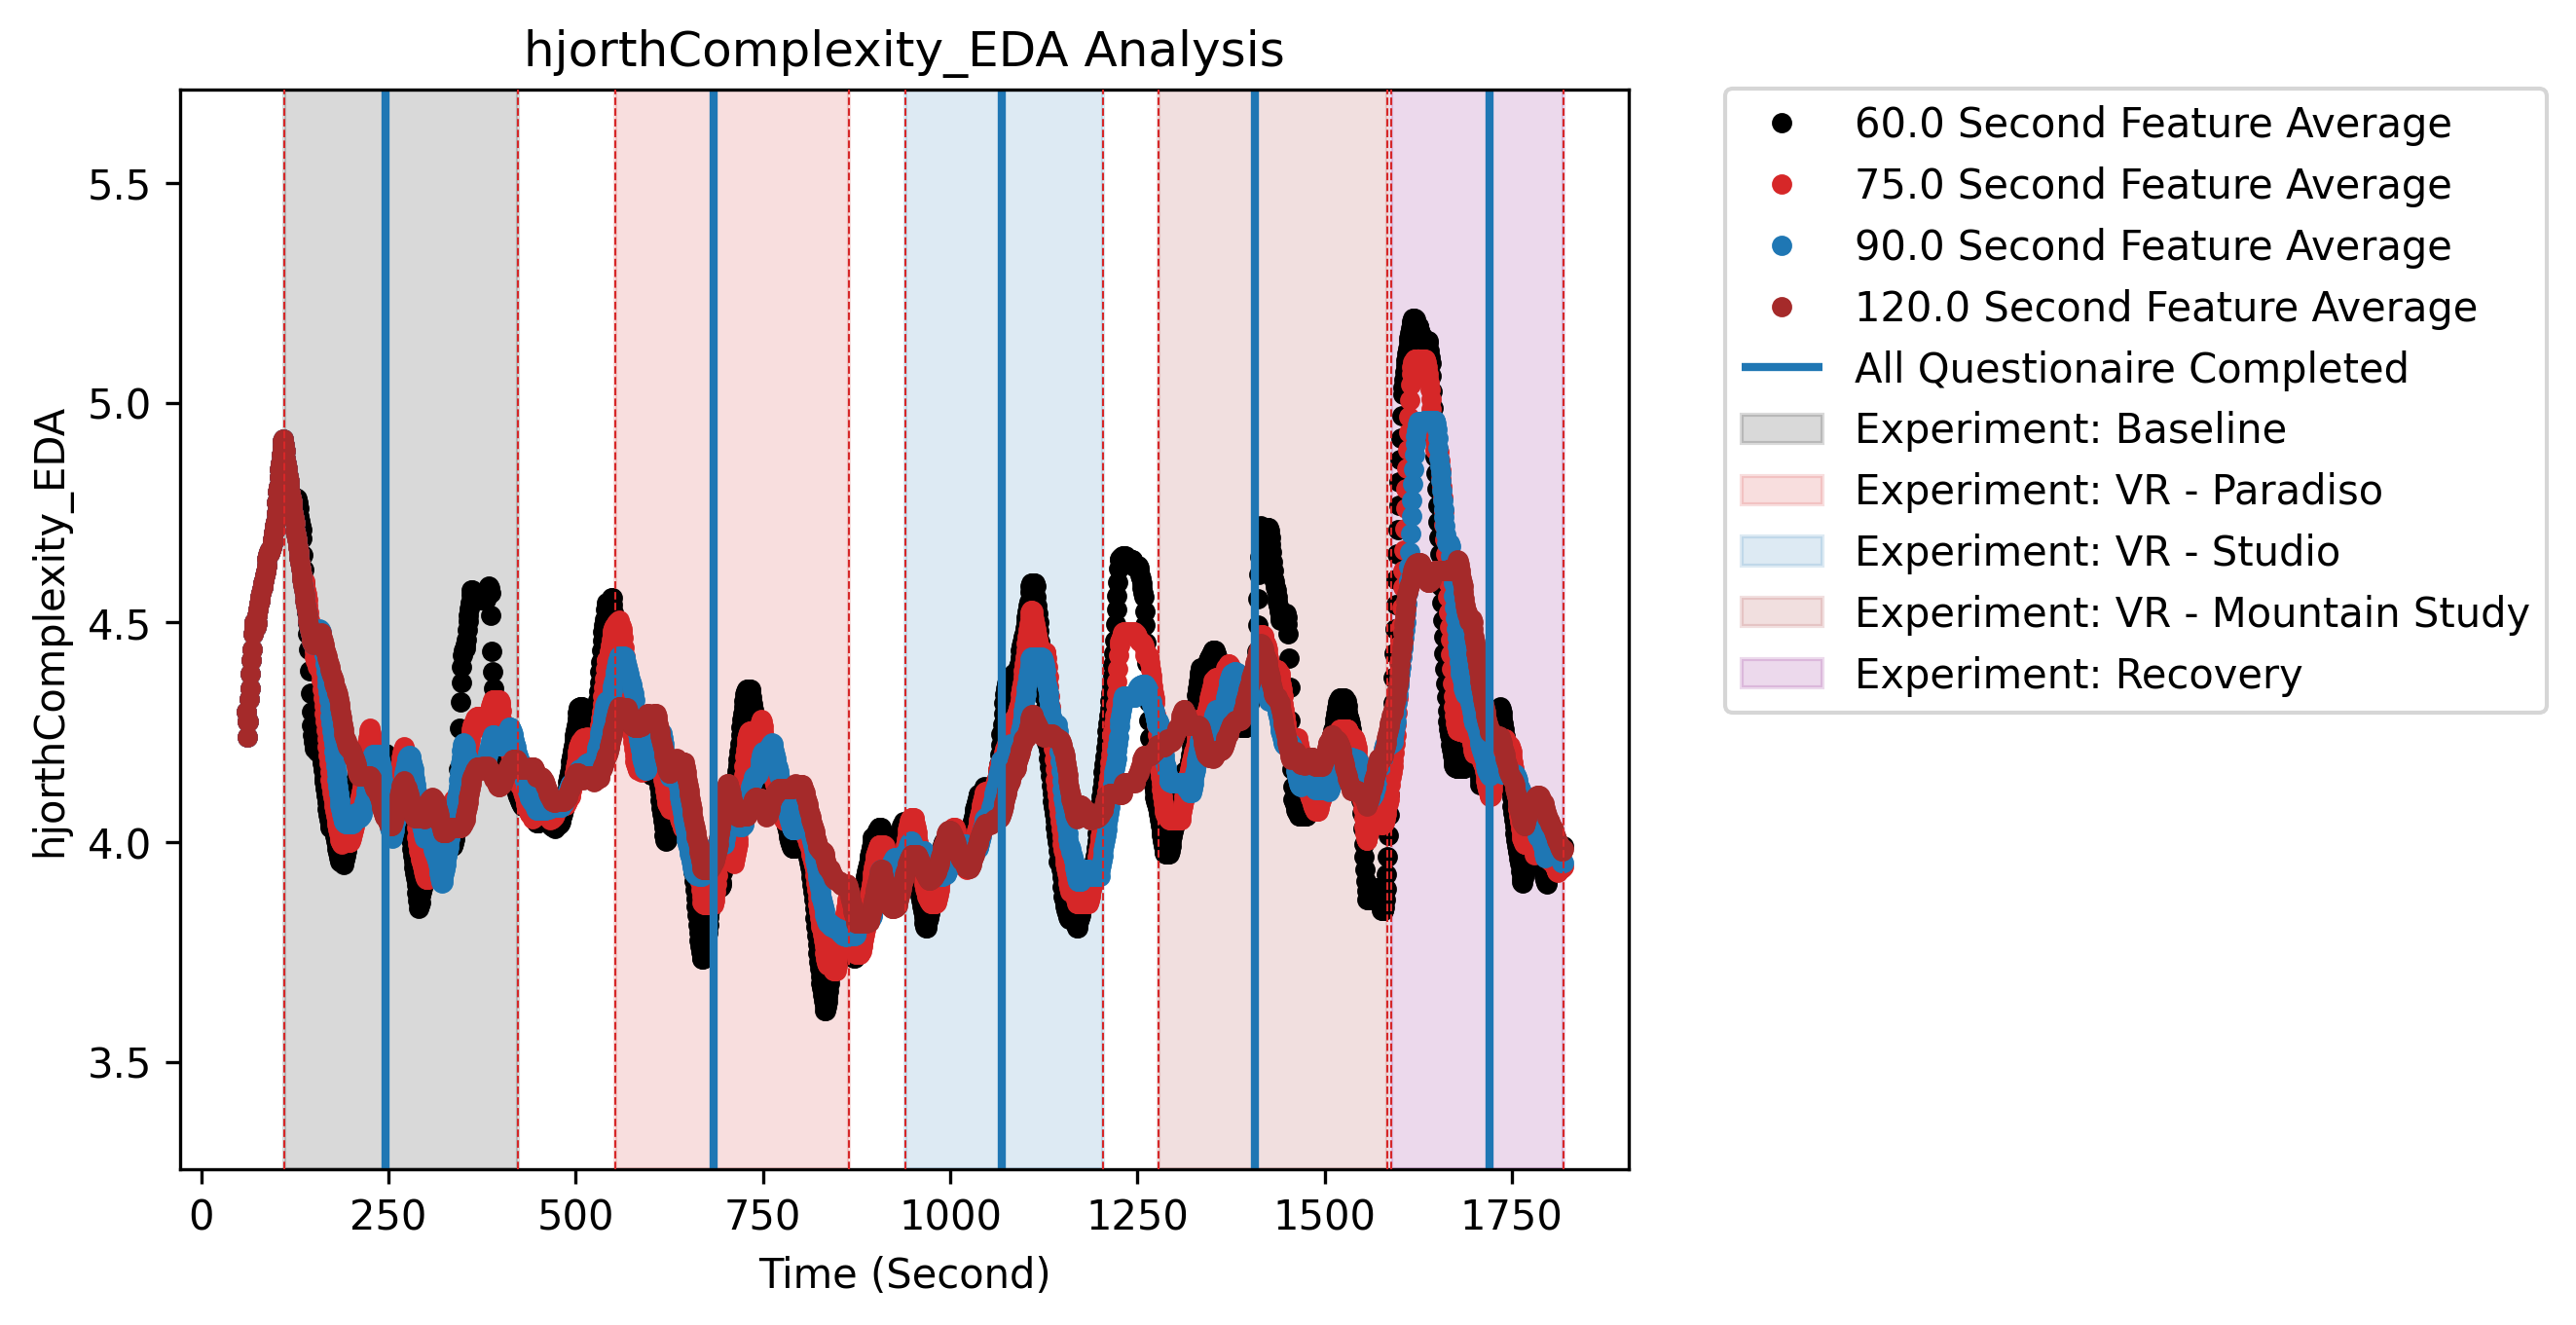 hjorthComplexity_EDA Analysis
hjorthComplexity_EDA
5.5
5.0
4.5
4.0
3.5
0 250 500 750 1000 1250 1500 1750
Time (Second)
60.0 Second Feature Average
75.0 Second Feature Average
90.0 Second Feature Average
120.0 Second Feature Average
All Questionaire Completed
Experiment: Baseline
Experiment: VR - Paradiso
Experiment: VR - Studio
Experiment: VR - Mountain Study
Experiment: Recovery